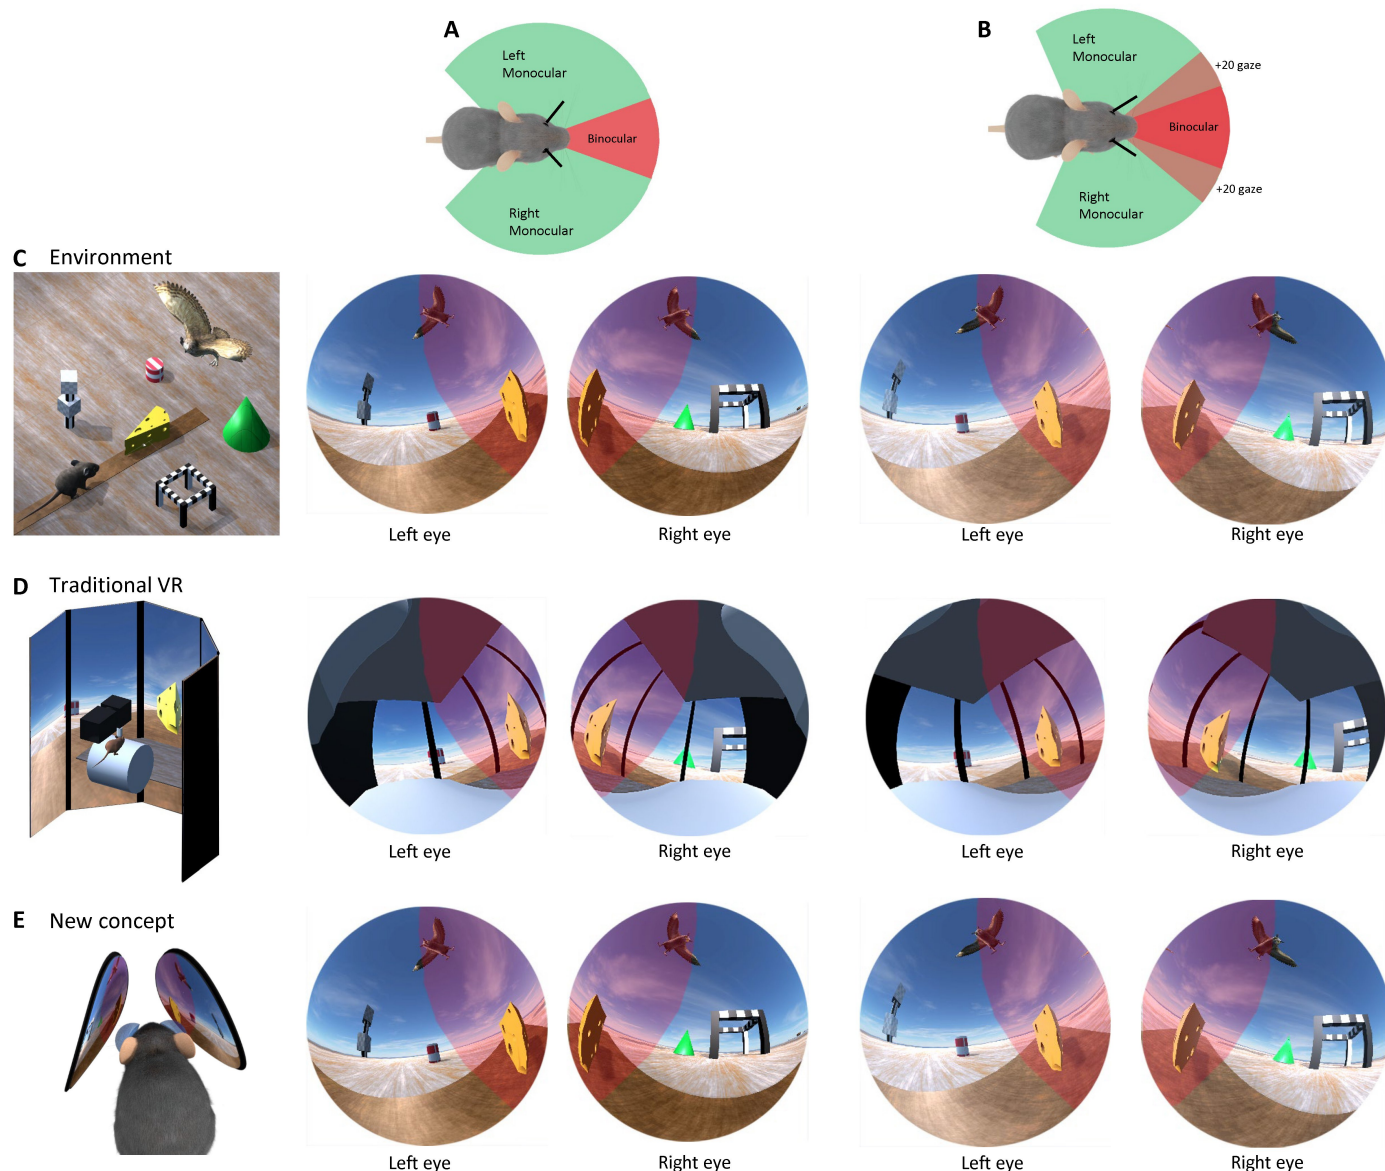 A
B
Left
Monocular
Binocular
Right
Monocular
Left
Monocular
+20 gaze
Binocular
+20 gaze
Right
Monocular
C Environment
Left eye
Right eye
Left eye
Right eye
D Traditional VR
Left eye
Right eye
Left eye
Right eye
E New concept
Left eye
Right eye
Left eye
Right eye